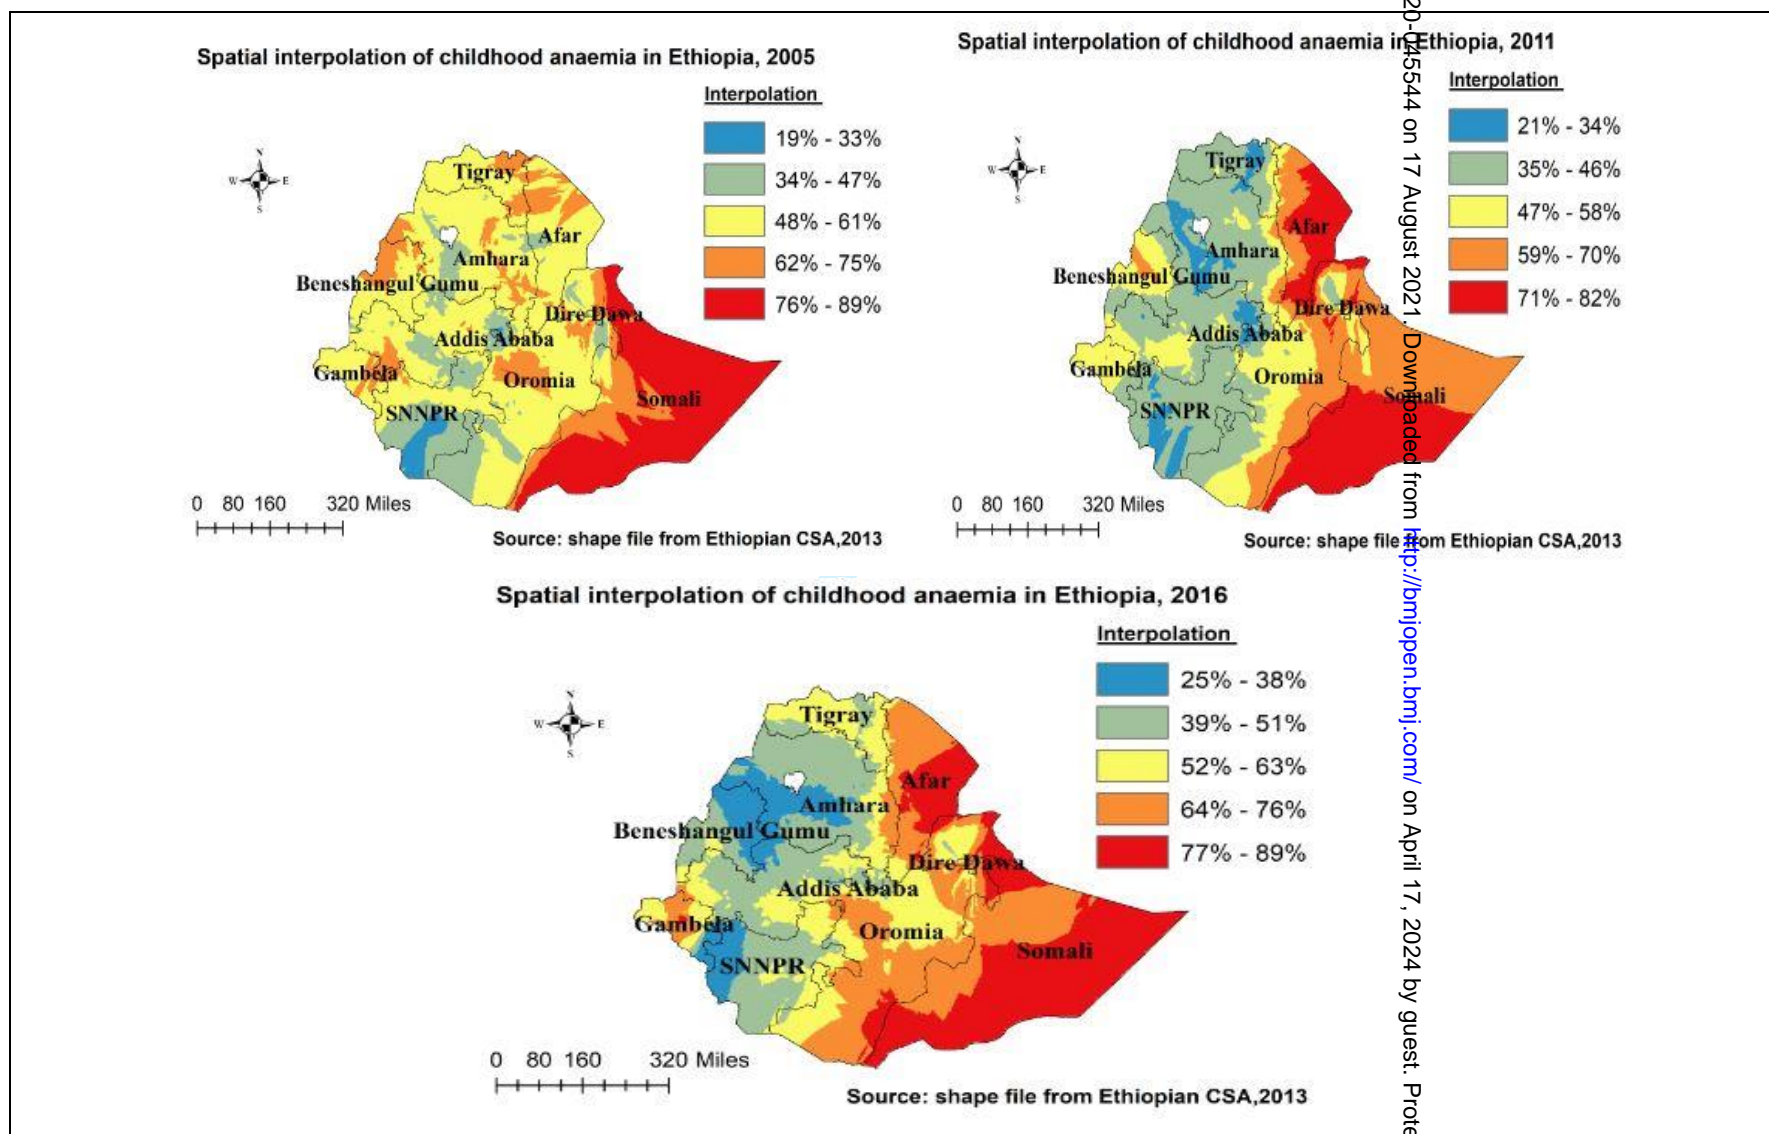 Spatial interpolation of childhood anaemia in Ethiopia, 2005
Interpolation
19% - 33%
34% - 47%
48% - 61%
62% - 75%
76% - 89%
N
W E
S
Tigray
Afar
Amhara
Beneshangul Gumu
Dire Dawa
Addis Ababa
Gambela
Oromia
Somali
SNNPR
0 80 160 320 Miles
Source: shape file from Ethiopian CSA,2013
Spatial interpolation of childhood anaemia in Ethiopia, 2011
Interpolation
21% - 34%
35% - 46%
47% - 58%
59% - 70%
71% - 82%
N
W E
S
Tigray
Afar
Amhara
Beneshangul Gumu
Dire Dawa
Addis Ababa
Gambela
Oromia
Somali
SNNPR
0 80 160 320 Miles
Source: shape file from Ethiopian CSA,2013
Spatial interpolation of childhood anaemia in Ethiopia, 2016
Interpolation
25% - 38%
39% - 51%
52% - 63%
64% - 76%
77% - 89%
N
W E
S
Tigray
Afar
Amhara
Beneshangul Gumu
Dire Dawa
Addis Ababa
Gambela
Oromia
Somali
SNNPR
0 80 160 320 Miles
Source: shape file from Ethiopian CSA,2013
20-045544 on 17 August 2021. Downloaded from http://bmjopen.bmj.com/ on April 17, 2024 by guest. Prote